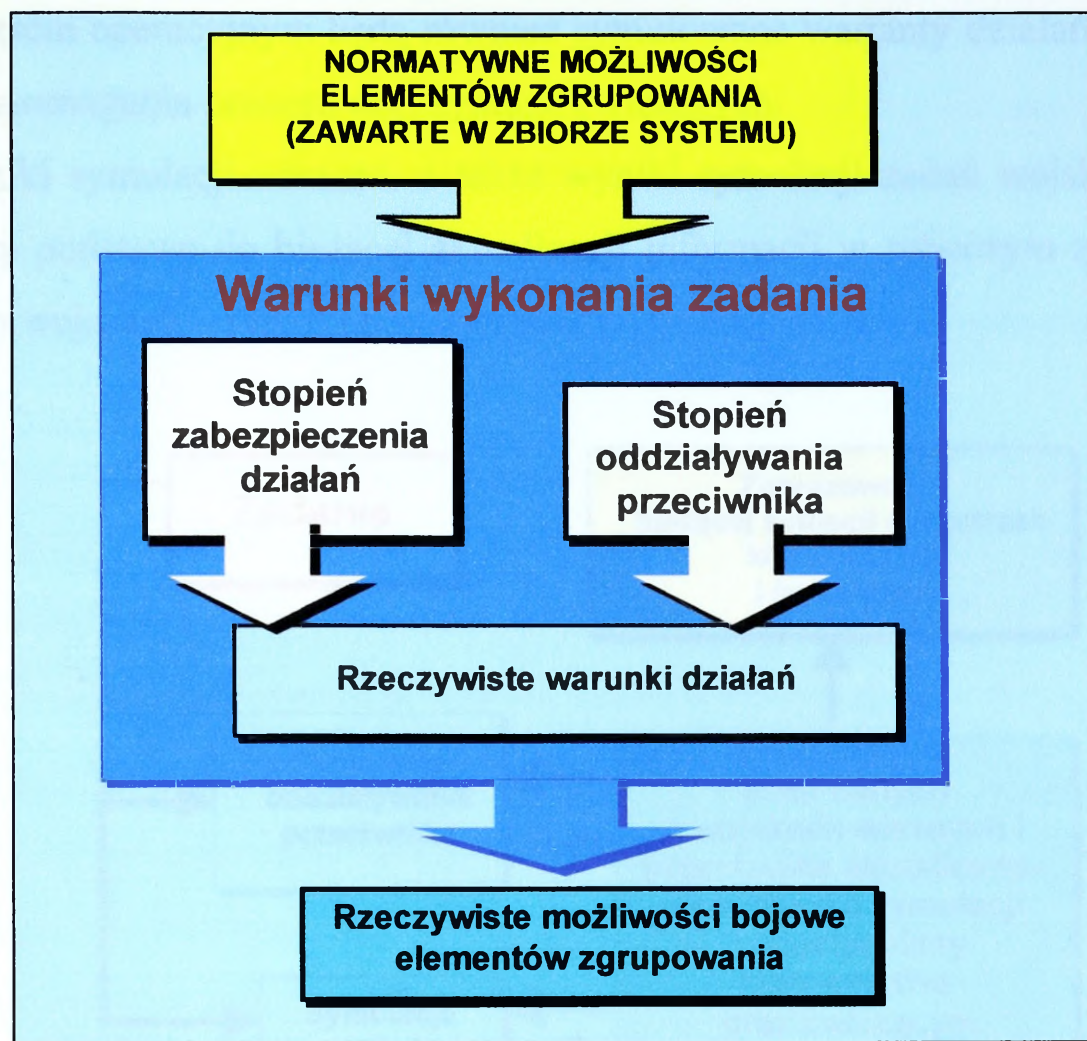 NORMATYWNE MOŻLIWOŚCI
ELEMENTÓW ZGRUPOWANIA
(ZAWARTE W ZBIORZE SYSTEMU)
Warunki wykonania zadania
Stopień
zabezpieczenia
działań
Stopień
oddziaływania
przeciwnika
Rzeczywiste warunki działań
Rzeczywiste możliwości bojowe
elementów zgrupowania